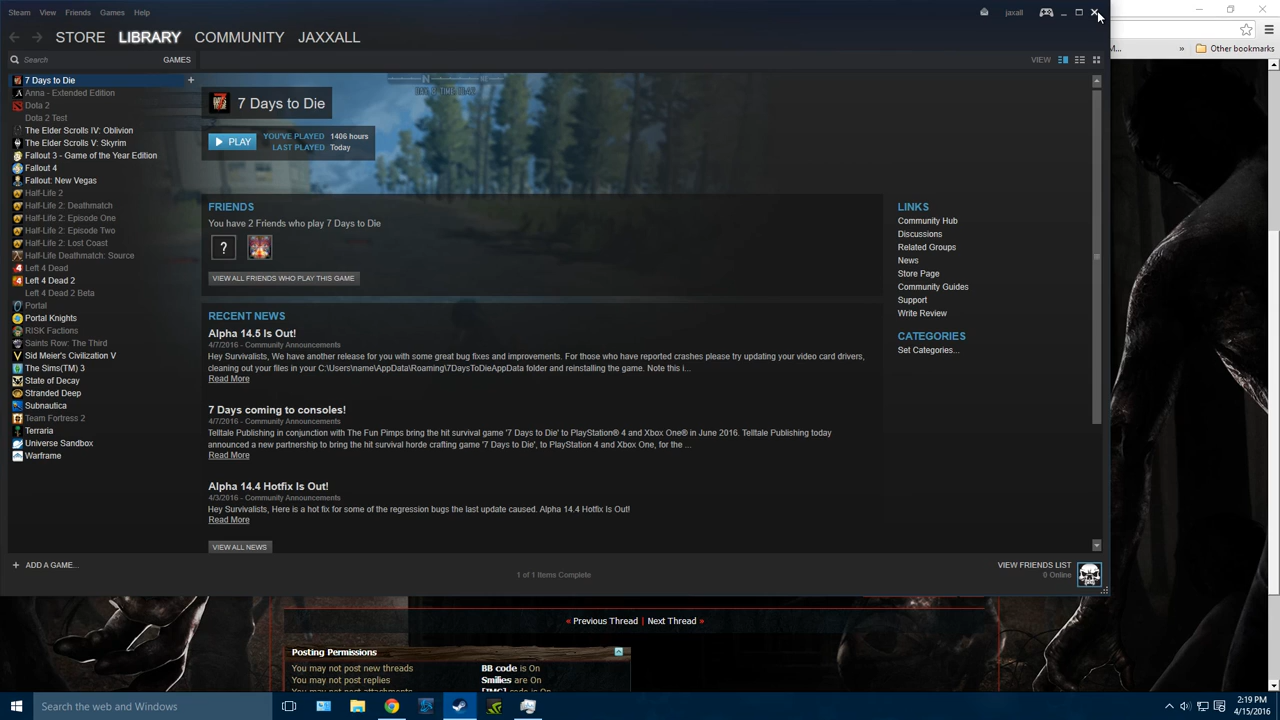 Steam View Friends Games Help jaxall
STORE LIBRARY COMMUNITY JAXXALL
Search GAMES VIEW
Other bookmarks
7 Days to Die
Anna - Extended Edition
Dota 2
Dota 2 Test
The Elder Scrolls IV: Oblivion
The Elder Scrolls V: Skyrim
Fallout 3 - Game of the Year Edition
Fallout 4
Fallout: New Vegas
Half-Life 2
Half-Life 2: Deathmatch
Half-Life 2: Episode One
Half-Life 2: Episode Two
Half-Life 2: Lost Coast
Half-Life Deathmatch: Source
Left 4 Dead
Left 4 Dead 2
Left 4 Dead 2 Beta
Portal
Portal Knights
RISK Factions
Saints Row: The Third
Sid Meier's Civilization V
The Sims(TM) 3
State of Decay
Stranded Deep
Subnautica
Team Fortress 2
Terraria
Universe Sandbox
Warframe
7 Days to Die
PLAY
YOU'VE PLAYED 1406 hours
LAST PLAYED Today
FRIENDS
You have 2 Friends who play 7 Days to Die
?
VIEW ALL FRIENDS WHO PLAY THIS GAME
RECENT NEWS
Alpha 14.5 Is Out!
4/7/2016 - Community Announcements
Hey Survivalists, We have another release for you with some great bug fixes and improvements. For those who have reported crashes please try updating your video card drivers,
cleaning out your files in your C:\Users\name\AppData\Roaming\7DaysToDieAppData folder and reinstalling the game. Note this i...
Read More
7 Days coming to consoles!
4/7/2016 - Community Announcements
Telltale Publishing in conjunction with The Fun Pimps bring the hit survival game '7 Days to Die' to PlayStation® 4 and Xbox One® in June 2016. Telltale Publishing today
announced a new partnership to bring the hit survival horde crafting game '7 Days to Die', to PlayStation 4 and Xbox One, for the ...
Read More
Alpha 14.4 Hotfix Is Out!
4/3/2016 - Community Announcements
Hey Survivalists, Here is a hot fix for some of the regression bugs the last update caused. Alpha 14.4 Hotfix Is Out!
Read More
VIEW ALL NEWS
LINKS
Community Hub
Discussions
Related Groups
News
Store Page
Community Guides
Support
Write Review
CATEGORIES
Set Categories...
+ ADD A GAME...
1 of 1 Items Complete
VIEW FRIENDS LIST
0 Online
« Previous Thread | Next Thread »
Posting Permissions
You may not post new threads
You may not post replies
You may not post attachments
BB code is On
Smilies are On
[IMG] code is On
Search the web and Windows
2:19 PM
4/15/2016